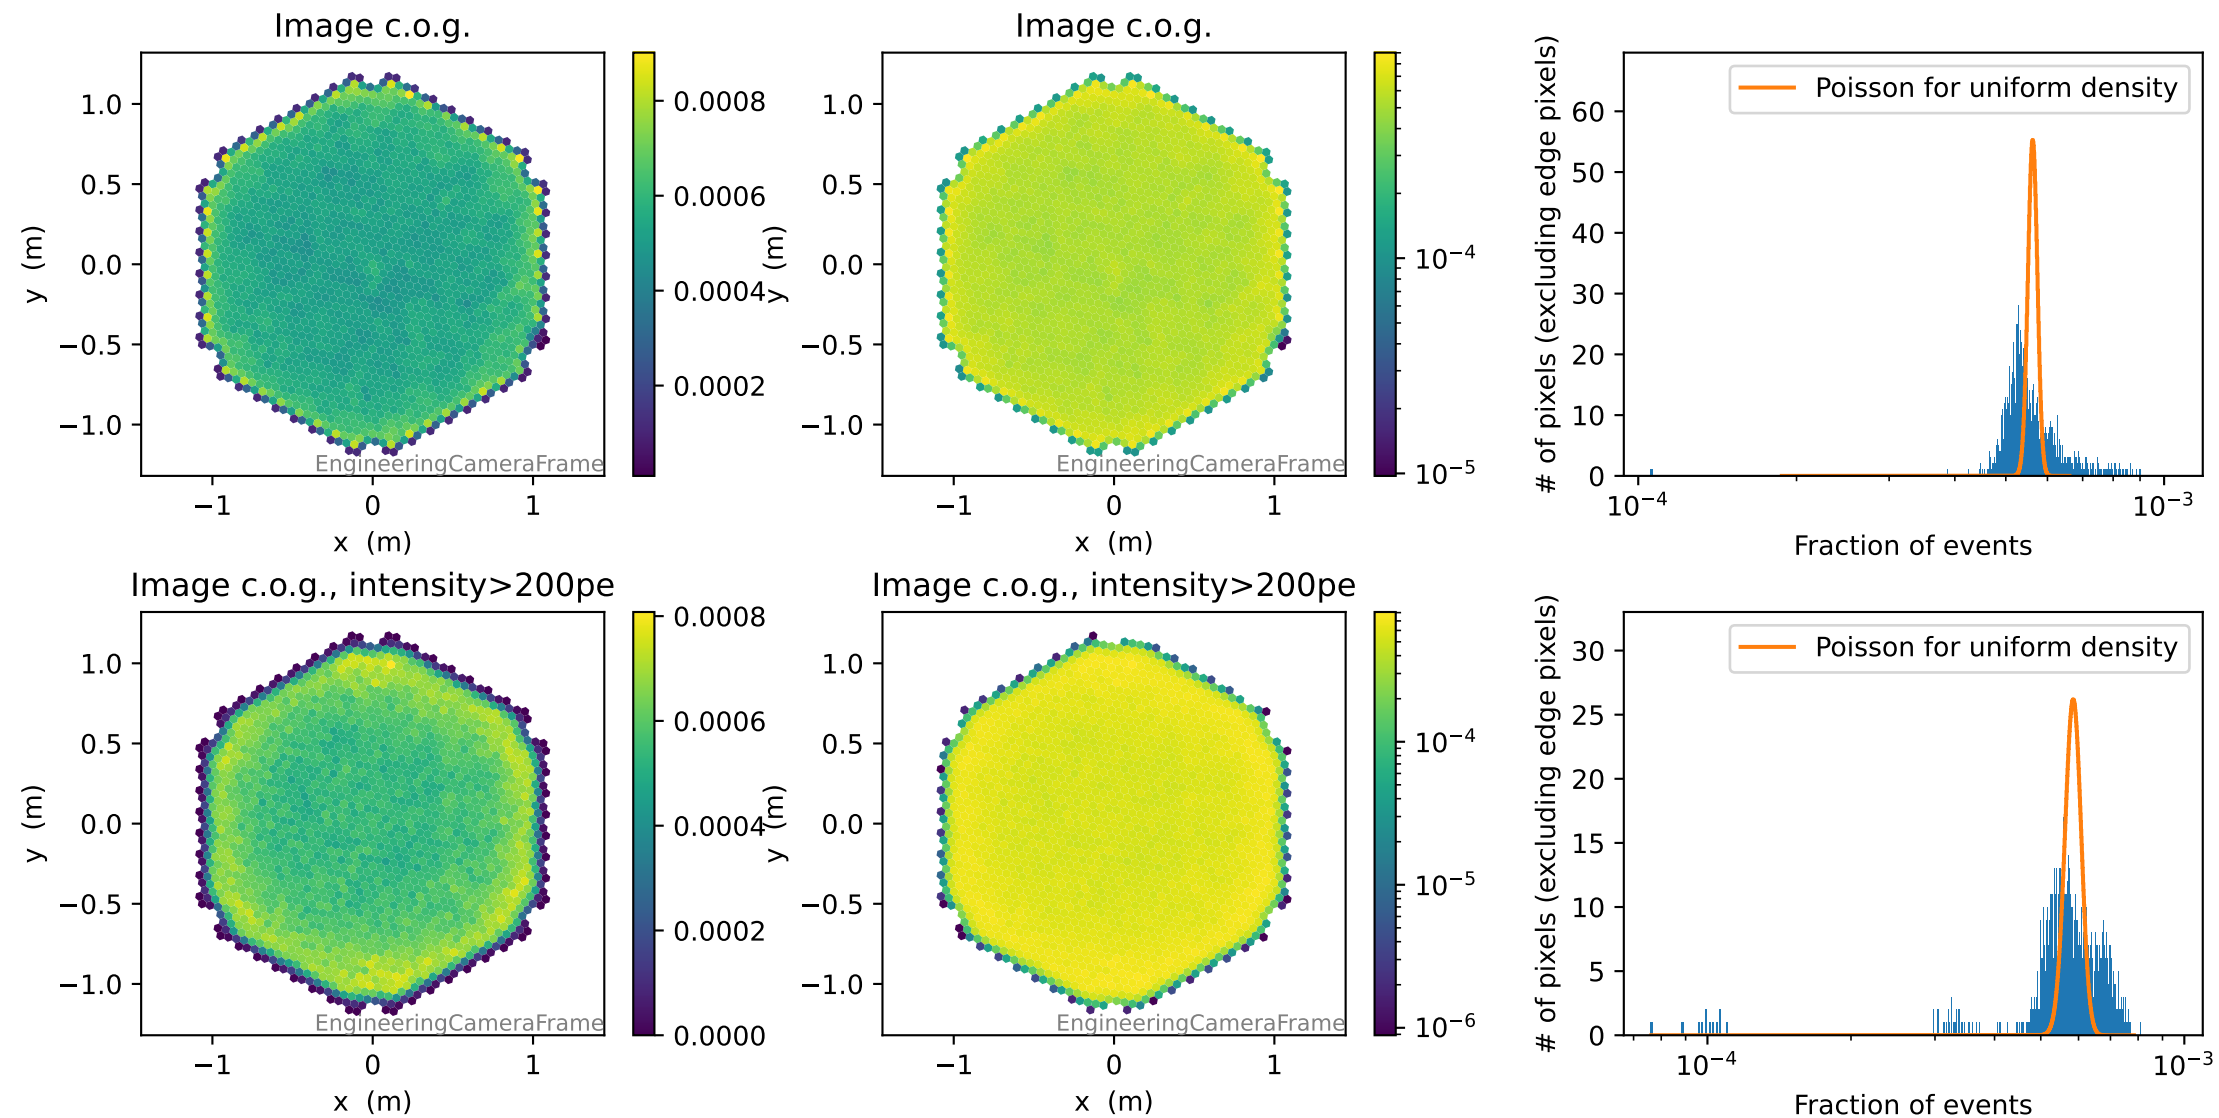 Image c.o.g.
1.0
0.5
0.0
−0.5
−1.0
y (m)
−1
0
1
x (m)
EngineeringCameraFrame
0.0008
0.0006
0.0004
0.0002
Image c.o.g.
1.0
0.5
0.0
−0.5
−1.0
y (m)
−1
0
1
x (m)
EngineeringCameraFrame
10⁻⁴
10⁻⁵
# of pixels (excluding edge pixels)
60
50
40
30
20
10
0
Poisson for uniform density
10⁻⁴
10⁻³
Fraction of events
Image c.o.g., intensity>200pe
1.0
0.5
0.0
−0.5
−1.0
y (m)
−1
0
1
x (m)
EngineeringCameraFrame
0.0008
0.0006
0.0004
0.0002
0.0000
Image c.o.g., intensity>200pe
1.0
0.5
0.0
−0.5
−1.0
y (m)
−1
0
1
x (m)
EngineeringCameraFrame
10⁻⁴
10⁻⁵
10⁻⁶
# of pixels (excluding edge pixels)
30
25
20
15
10
5
0
Poisson for uniform density
10⁻⁴
10⁻³
Fraction of events